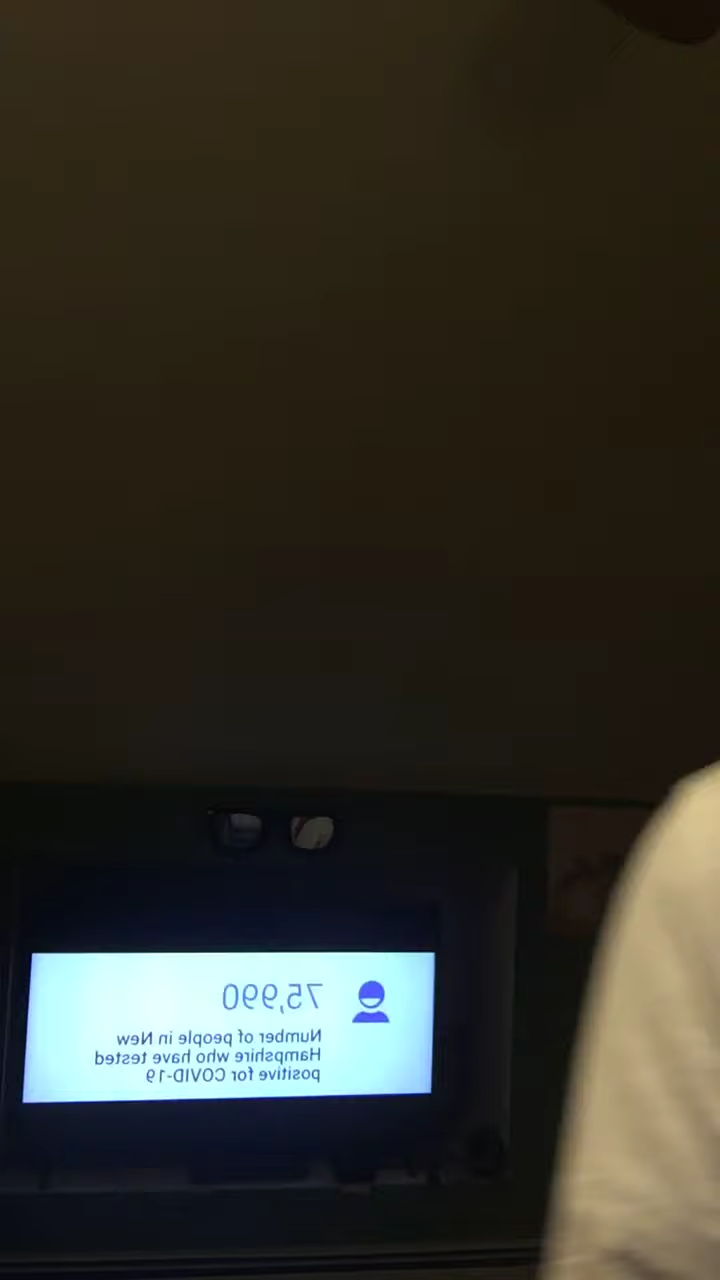 75,990
Number of people in New
Hampshire who have tested
positive for COVID-19